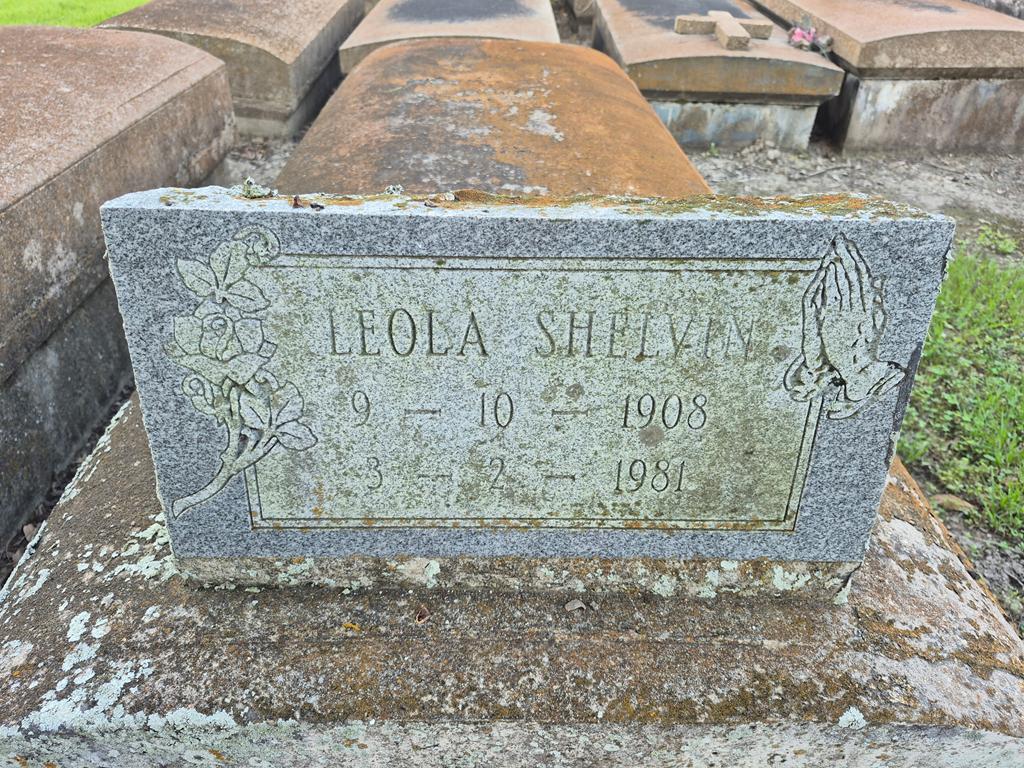 LEOLA SHELVIN
9 — 10 — 1908
3 — 2 — 1981